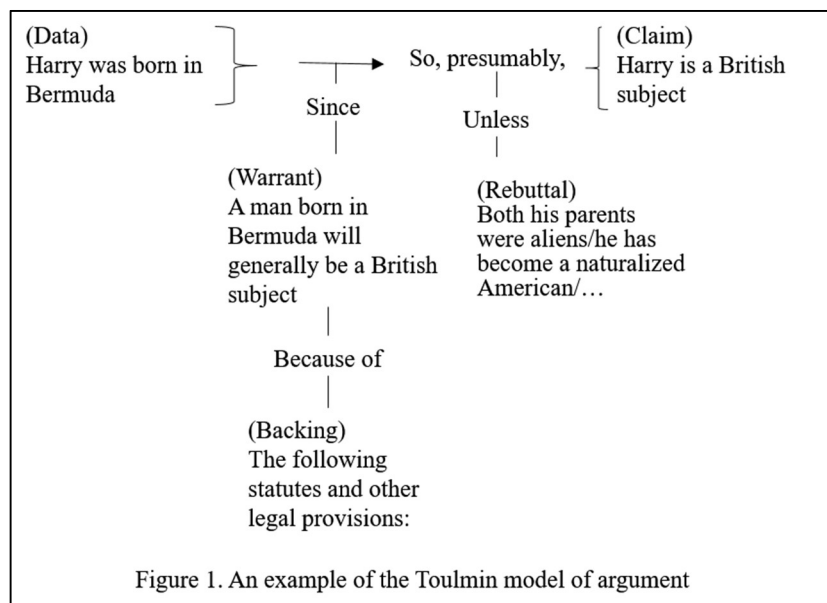 (Data)
Harry was born in
Bermuda
So, presumably,
(Claim)
Harry is a British
subject
Since
Unless
(Warrant)
A man born in
Bermuda will
generally be a British
subject
(Rebuttal)
Both his parents
were aliens/he has
become a naturalized
American/…
Because of
(Backing)
The following
statutes and other
legal provisions:
Figure 1. An example of the Toulmin model of argument